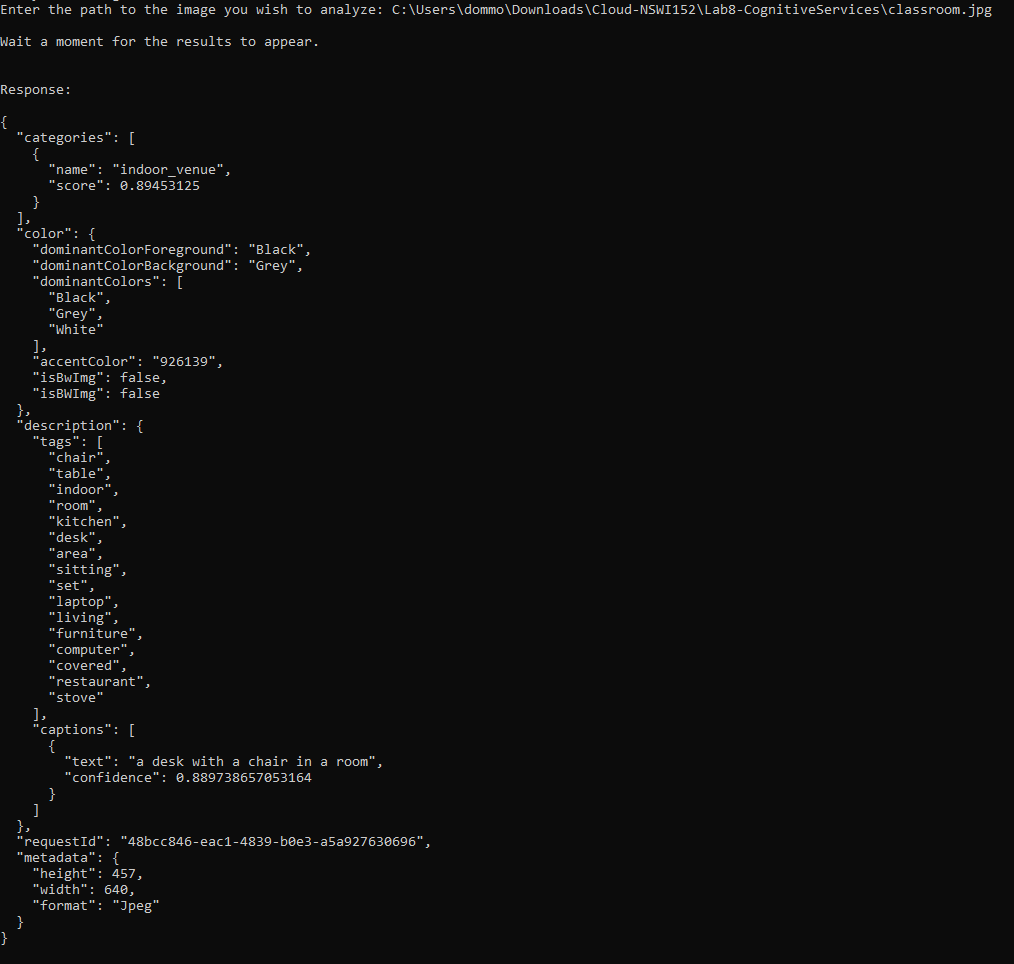 Enter the path to the image you wish to analyze: C:\Users\dommo\Downloads\Cloud-NSWI152\Lab8-CognitiveServices\classroom.jpg
Wait a moment for the results to appear.
Response:
{
  "categories": [
    {
      "name": "indoor_venue",
      "score": 0.89453125
    }
  ],
  "color": {
    "dominantColorForeground": "Black",
    "dominantColorBackground": "Grey",
    "dominantColors": [
      "Black",
      "Grey",
      "White"
    ],
    "accentColor": "926139",
    "isBwImg": false,
    "isBWImg": false
  },
  "description": {
    "tags": [
      "chair",
      "table",
      "indoor",
      "room",
      "kitchen",
      "desk",
      "area",
      "sitting",
      "set",
      "laptop",
      "living",
      "furniture",
      "computer",
      "covered",
      "restaurant",
      "stove"
    ],
    "captions": [
      {
        "text": "a desk with a chair in a room",
        "confidence": 0.889738657053164
      }
    ]
  },
  "requestId": "48bcc846-eac1-4839-b0e3-a5a927630696",
  "metadata": {
    "height": 457,
    "width": 640,
    "format": "Jpeg"
  }
}